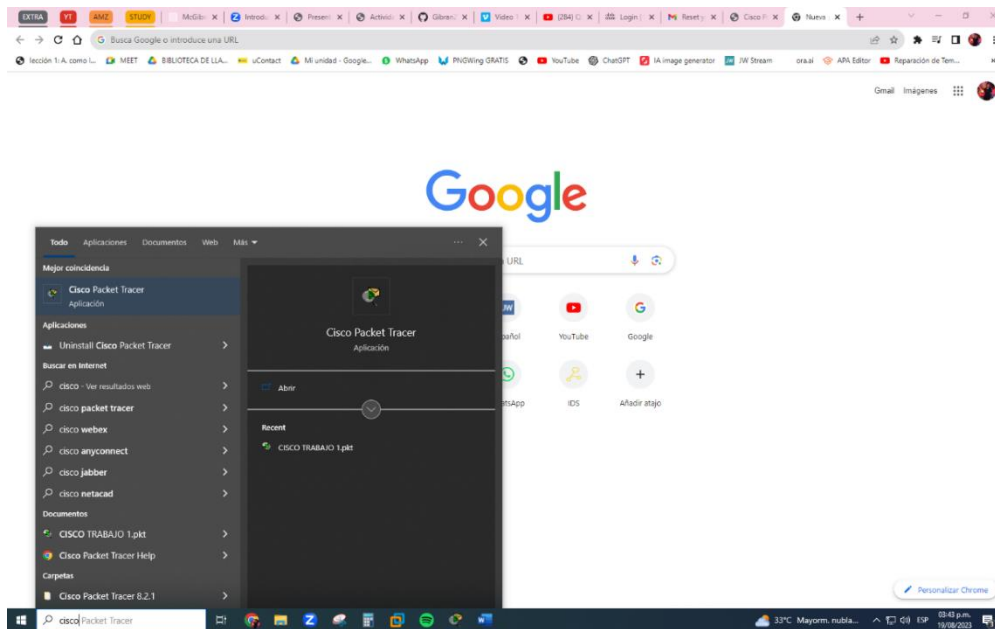 EXTRA YT AMZ STUDY McGibo Introdu Present Activida Gibran/ Video 1 (284) Login | Reset y Cisco P Nueva
Busca Google o introduce una URL
lección 1: A. como l... MEET BIBLIOTECA DE LLA... uContact Mi unidad - Google... WhatsApp PNGWing GRATIS YouTube ChatGPT IA image generator JW Stream ora.ai APA Editor Reparación de Tem...
Gmail Imágenes
Google
Todo Aplicaciones Documentos Web Más
URL
Mejor coincidencia
Cisco Packet Tracer
Aplicación
Cisco Packet Tracer
Aplicación
Aplicaciones
Uninstall Cisco Packet Tracer
Buscar en Internet
cisco - Ver resultados web
cisco packet tracer
cisco webex
cisco anyconnect
cisco jabber
cisco netacad
Documentos
CISCO TRABAJO 1.pkt
Cisco Packet Tracer Help
Carpetas
Cisco Packet Tracer 8.2.1
Abrir
Recent
CISCO TRABAJO 1.pkt
pañol YouTube Google
atsApp IDS Añadir atajo
Personalizar Chrome
cisco Packet Tracer
33°C Mayorm. nubla... ESP 03:43 p.m.
19/08/2023